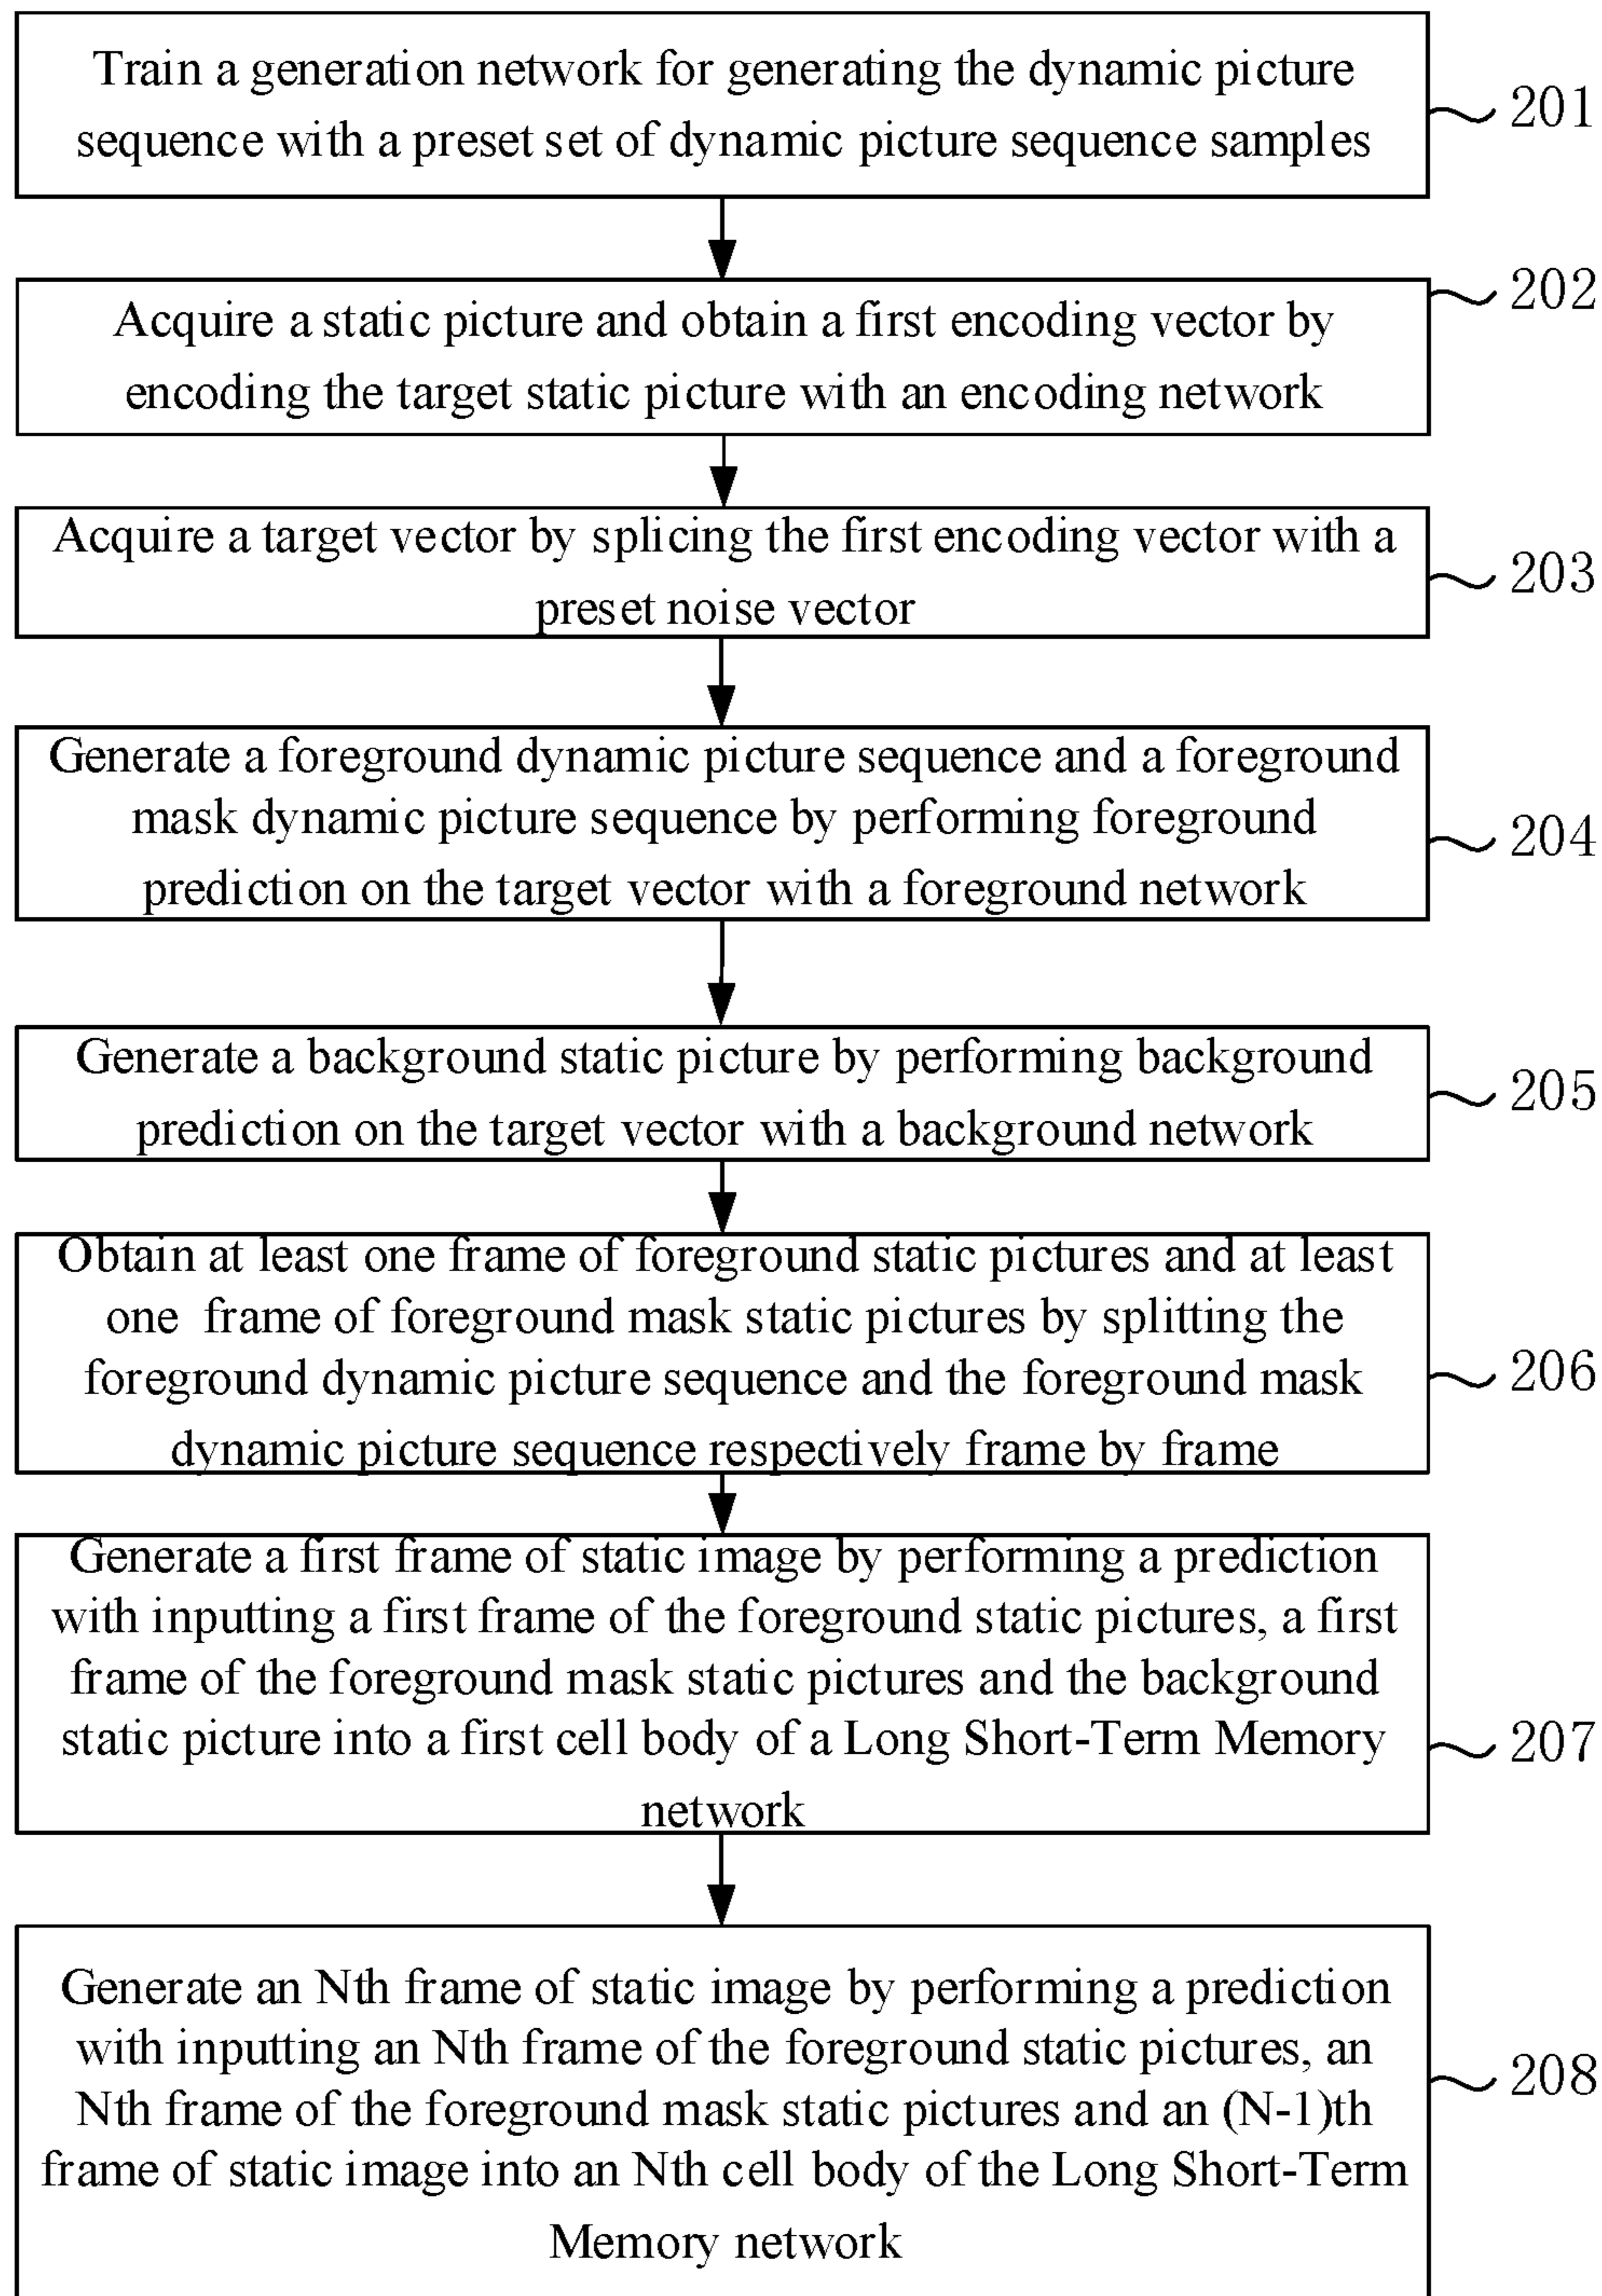 Train a generation network for generating the dynamic picture
sequence with a preset set of dynamic picture sequence samples
201
Acquire a static picture and obtain a first encoding vector by
encoding the target static picture with an encoding network
202
Acquire a target vector by splicing the first encoding vector with a
preset noise vector
203
Generate a foreground dynamic picture sequence and a foreground
mask dynamic picture sequence by performing foreground
prediction on the target vector with a foreground network
204
Generate a background static picture by performing background
prediction on the target vector with a background network
205
Obtain at least one frame of foreground static pictures and at least
one frame of foreground mask static pictures by splitting the
foreground dynamic picture sequence and the foreground mask
dynamic picture sequence respectively frame by frame
206
Generate a first frame of static image by performing a prediction
with inputting a first frame of the foreground static pictures, a first
frame of the foreground mask static pictures and the background
static picture into a first cell body of a Long Short-Term Memory
network
207
Generate an Nth frame of static image by performing a prediction
with inputting an Nth frame of the foreground static pictures, an
Nth frame of the foreground mask static pictures and an (N-1)th
frame of static image into an Nth cell body of the Long Short-Term
Memory network
208